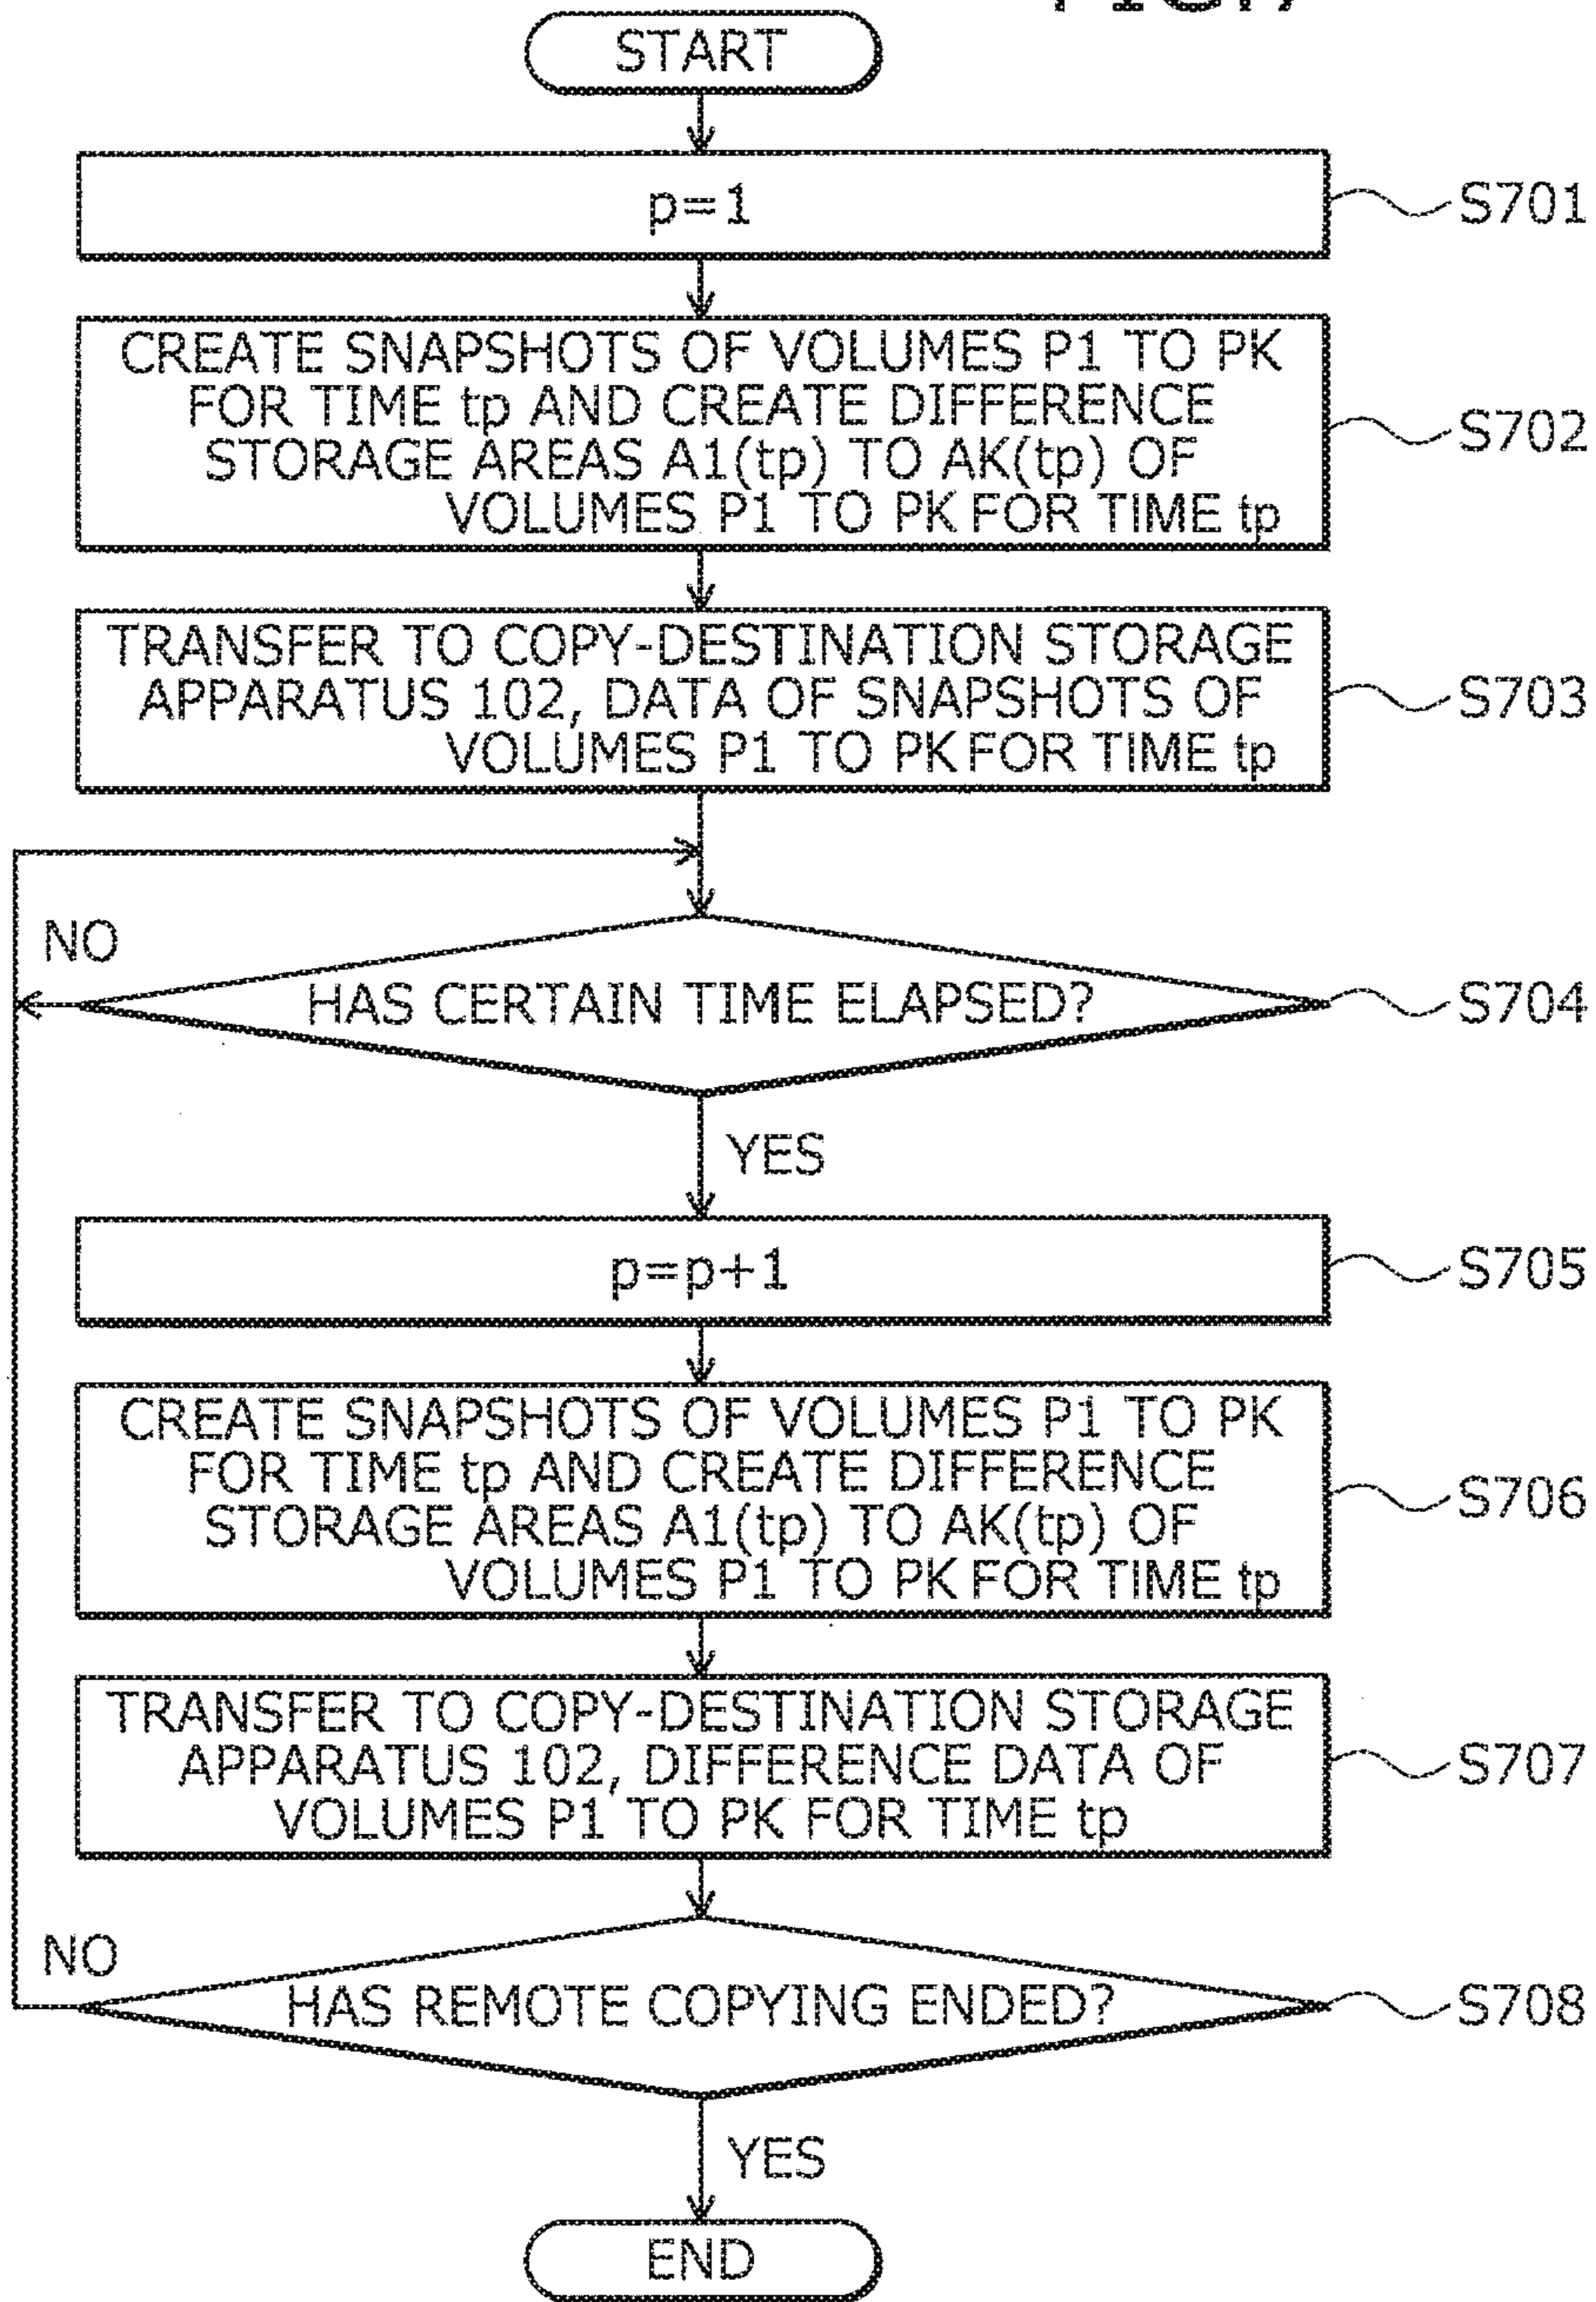 START
p=1
S701
CREATE SNAPSHOTS OF VOLUMES P1 TO PK
FOR TIME tp AND CREATE DIFFERENCE
STORAGE AREAS A1(tp) TO AK(tp) OF
VOLUMES P1 TO PK FOR TIME tp
S702
TRANSFER TO COPY-DESTINATION STORAGE
APPARATUS 102, DATA OF SNAPSHOTS OF
VOLUMES P1 TO PK FOR TIME tp
S703
NO
HAS CERTAIN TIME ELAPSED?
S704
YES
p=p+1
S705
CREATE SNAPSHOTS OF VOLUMES P1 TO PK
FOR TIME tp AND CREATE DIFFERENCE
STORAGE AREAS A1(tp) TO AK(tp) OF
VOLUMES P1 TO PK FOR TIME tp
S706
TRANSFER TO COPY-DESTINATION STORAGE
APPARATUS 102, DIFFERENCE DATA OF
VOLUMES P1 TO PK FOR TIME tp
S707
NO
HAS REMOTE COPYING ENDED?
S708
YES
END